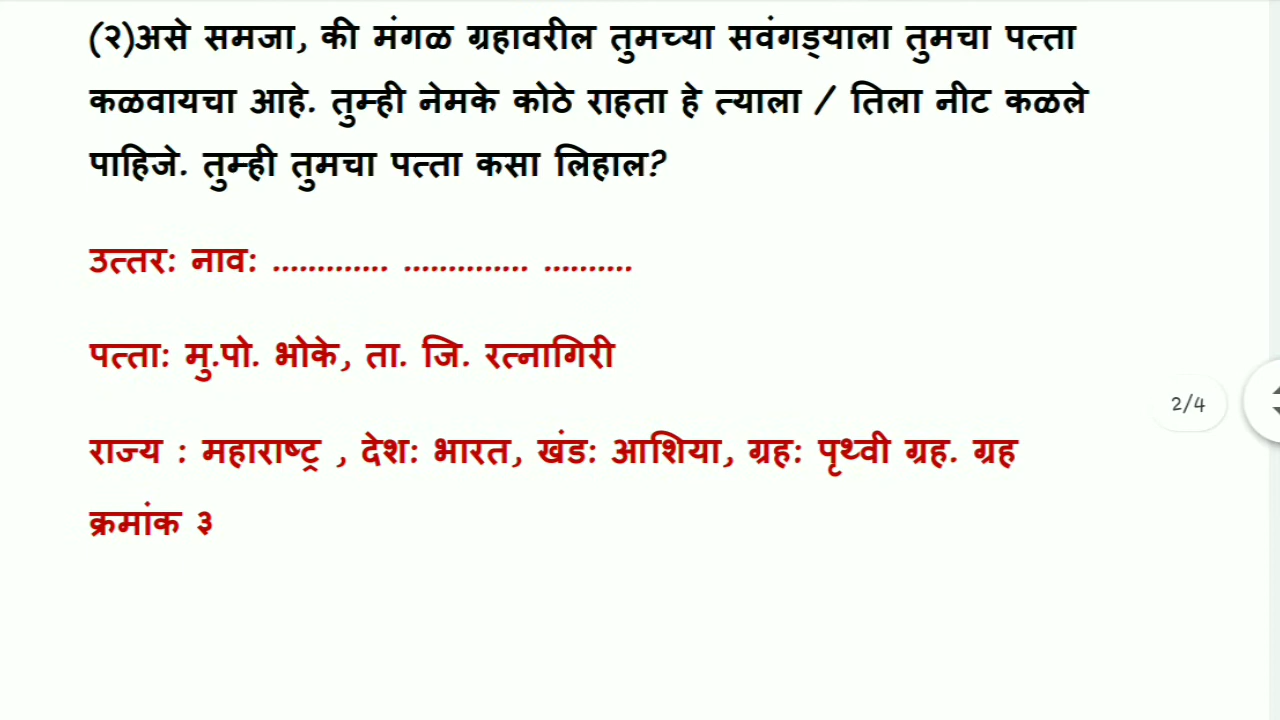 (२)असे समजा, की मंगळ ग्रहावरील तुमच्या सवंगड्याला तुमचा पत्ता
कळवायचा आहे. तुम्ही नेमके कोठे राहता हे त्याला / तिला नीट कळले
पाहिजे. तुम्ही तुमचा पत्ता कसा लिहाल?
उत्तर: नाव: ............. .............. ..........
पत्ता: मु.पो. भोके, ता. जि. रत्नागिरी
2/4
राज्य : महाराष्ट्र , देश: भारत, खंड: आशिया, ग्रह: पृथ्वी ग्रह. ग्रह
क्रमांक ३